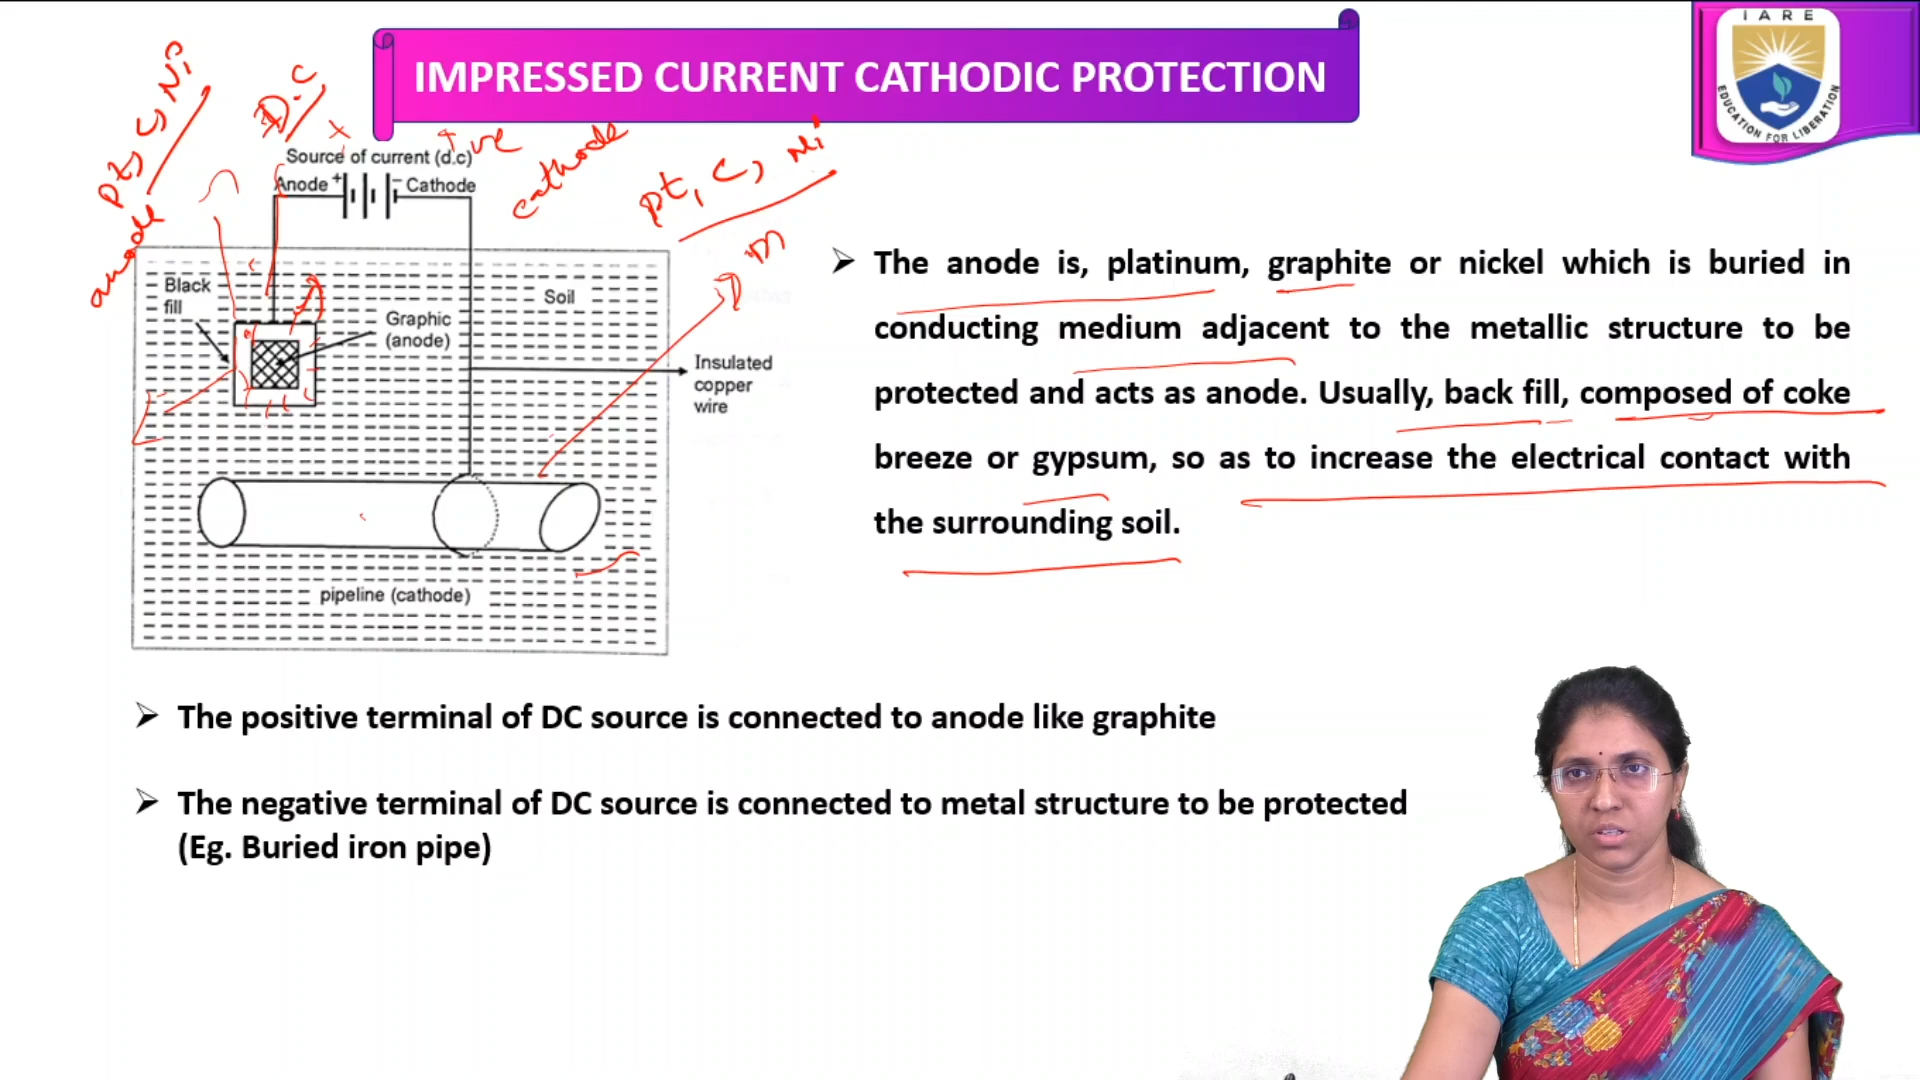 IARE
EDUCATION FOR LIBERATION
IMPRESSED CURRENT CATHODIC PROTECTION
pt, C, Ni
anode
D.C
+
+ve
cathode
pt, C, Ni
m
Source of current (d.c)
Anode + − Cathode
Black
fill
Graphic
(anode)
Soil
Insulated
copper
wire
pipeline (cathode)
➢ The anode is, platinum, graphite or nickel which is buried in
conducting medium adjacent to the metallic structure to be
protected and acts as anode. Usually, back fill, composed of coke
breeze or gypsum, so as to increase the electrical contact with
the surrounding soil.
➢ The positive terminal of DC source is connected to anode like graphite
➢ The negative terminal of DC source is connected to metal structure to be protected
(Eg. Buried iron pipe)